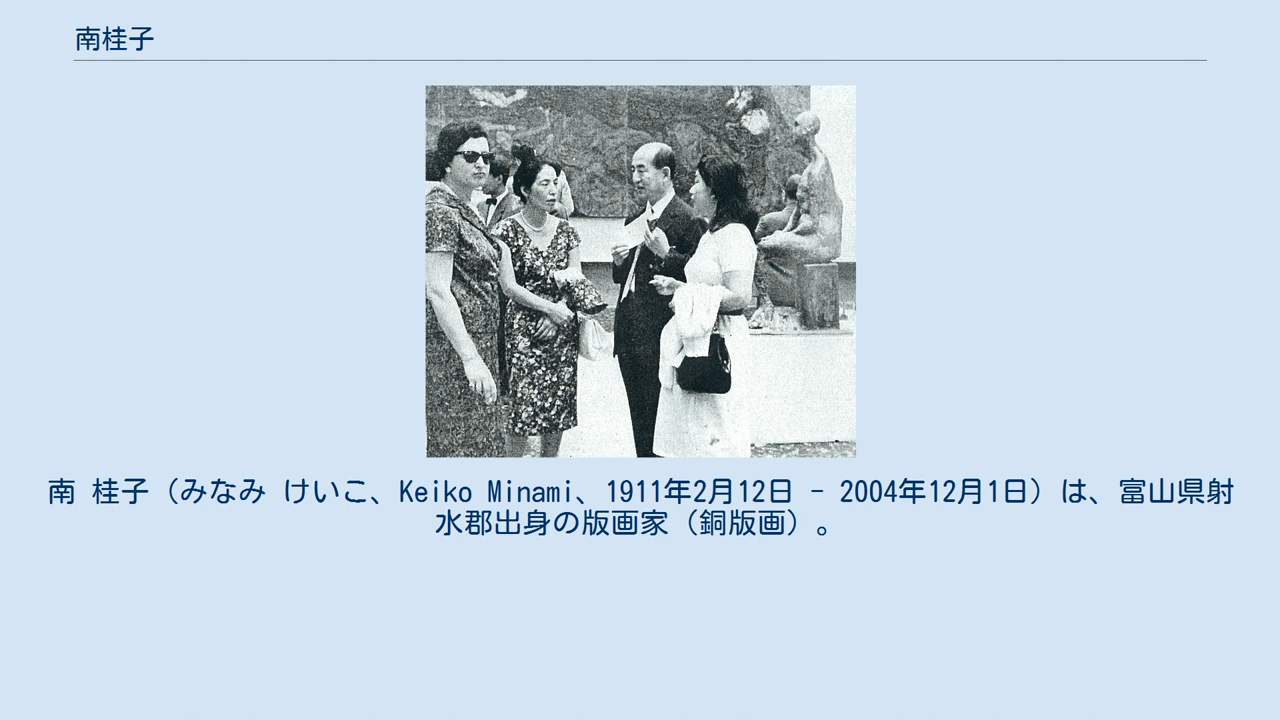 南桂子
南 桂子（みなみ けいこ、Keiko Minami、1911年2月12日 - 2004年12月1日）は、富山県射
水郡出身の版画家（銅版画）。